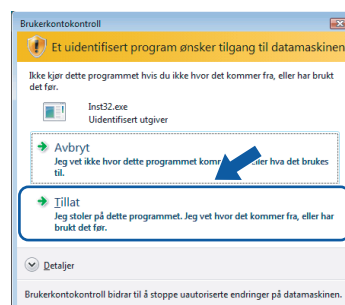 Brukerkontokontroll
Et uidentifisert program ønsker tilgang til datamaskinen
Ikke kjør dette programmet hvis du ikke hvor det kommer fra, eller har brukt
det før.
Inst32.exe
Uidentifisert utgiver
Avbryt
Jeg vet ikke hvor dette programmet kom eller hva det brukes
til.
Tillat
Jeg stoler på dette programmet. Jeg vet hvor det kommer fra, eller har
brukt det før.
Detaljer
Brukerkontokontroll bidrar til å stoppe uautoriserte endringer på datamaskinen.